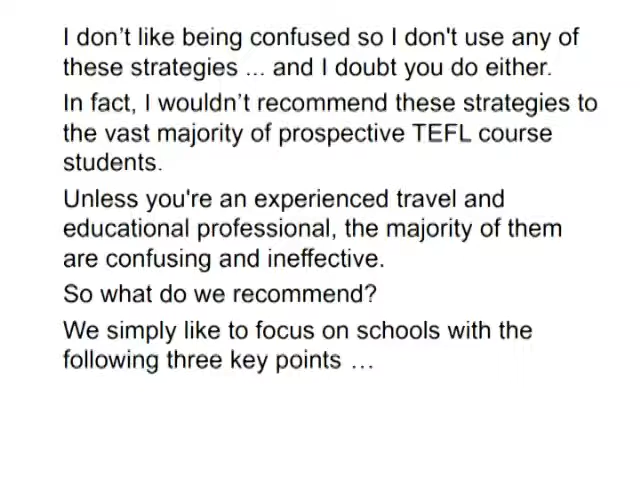 I don’t like being confused so I don't use any of
these strategies ... and I doubt you do either.
In fact, I wouldn’t recommend these strategies to
the vast majority of prospective TEFL course
students.
Unless you're an experienced travel and
educational professional, the majority of them
are confusing and ineffective.
So what do we recommend?
We simply like to focus on schools with the
following three key points …